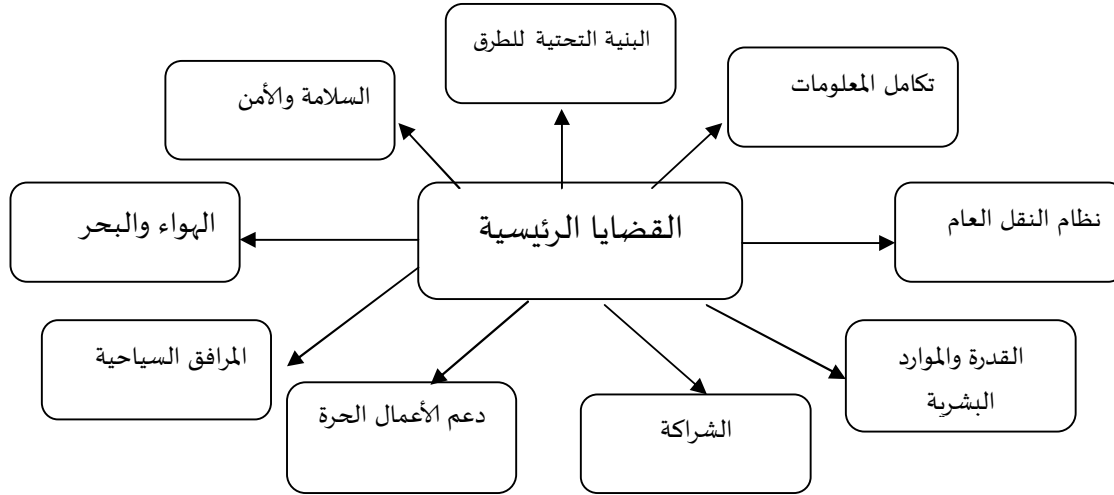 البنية التحتية للطرق
تكامل المعلومات
السلامة والأمن
نظام النقل العام
القضايا الرئيسية
الهواء والبحر
القدرة والموارد
البشرية
المرافق السياحية
دعم الأعمال الحرة
الشراكة